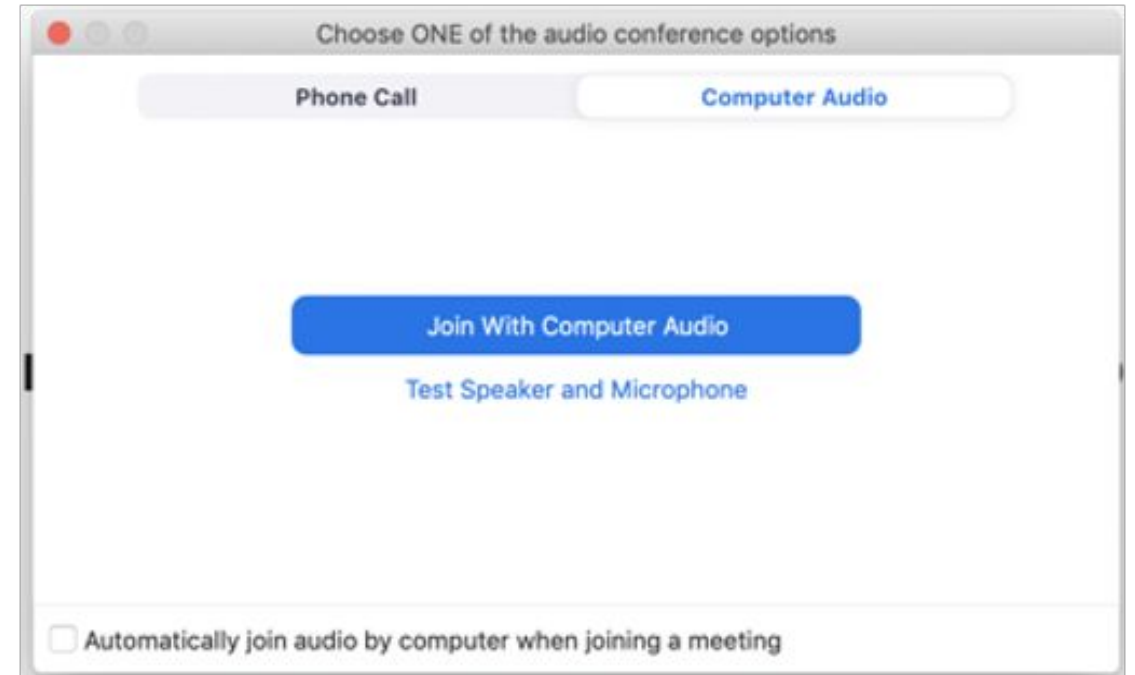 Choose ONE of the audio conference options
Phone Call Computer Audio
Join With Computer Audio
Test Speaker and Microphone
Automatically join audio by computer when joining a meeting